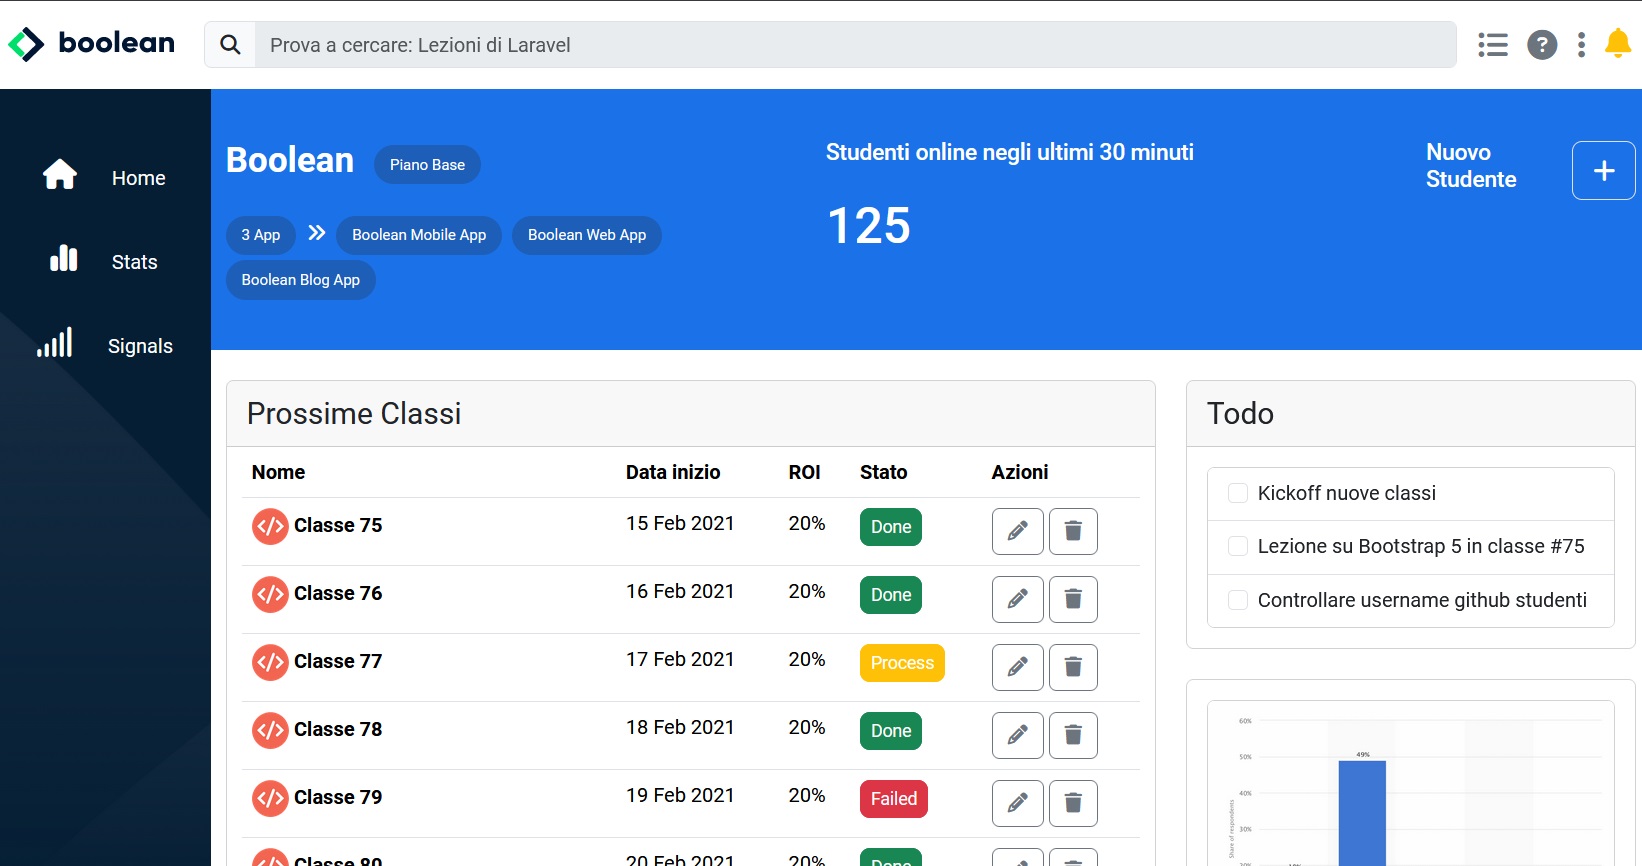 boolean
Prova a cercare: Lezioni di Laravel
Home
Stats
Signals
Boolean Piano Base
3 App Boolean Mobile App Boolean Web App
Boolean Blog App
Studenti online negli ultimi 30 minuti
125
Nuovo
Studente
Prossime Classi
Nome Data inizio ROI Stato Azioni
Classe 75 15 Feb 2021 20% Done
Classe 76 16 Feb 2021 20% Done
Classe 77 17 Feb 2021 20% Process
Classe 78 18 Feb 2021 20% Done
Classe 79 19 Feb 2021 20% Failed
Classe 80 20 Feb 2021 20% Done
Todo
Kickoff nuove classi
Lezione su Bootstrap 5 in classe #75
Controllare username github studenti
60%
50%
49%
40%
30%
Share of respondents